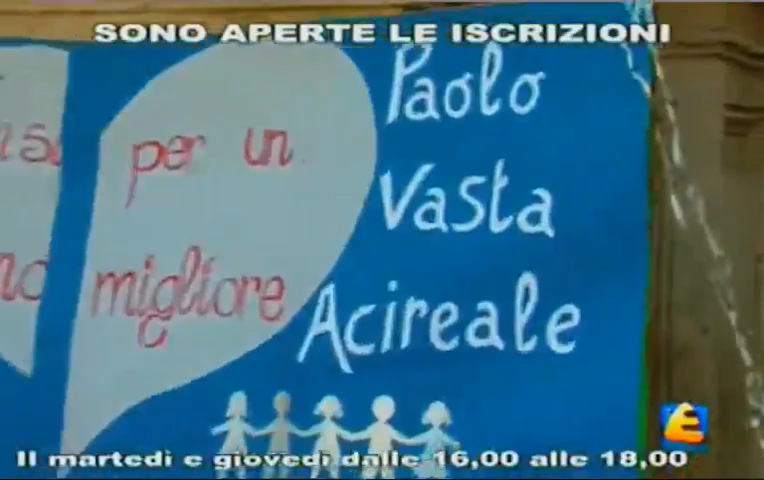 SONO APERTE LE ISCRIZIONI
Paolo
Vasta
Acireale
per un
migliore
Il martedì e giovedì dalle 16,00 alle 18,00
E